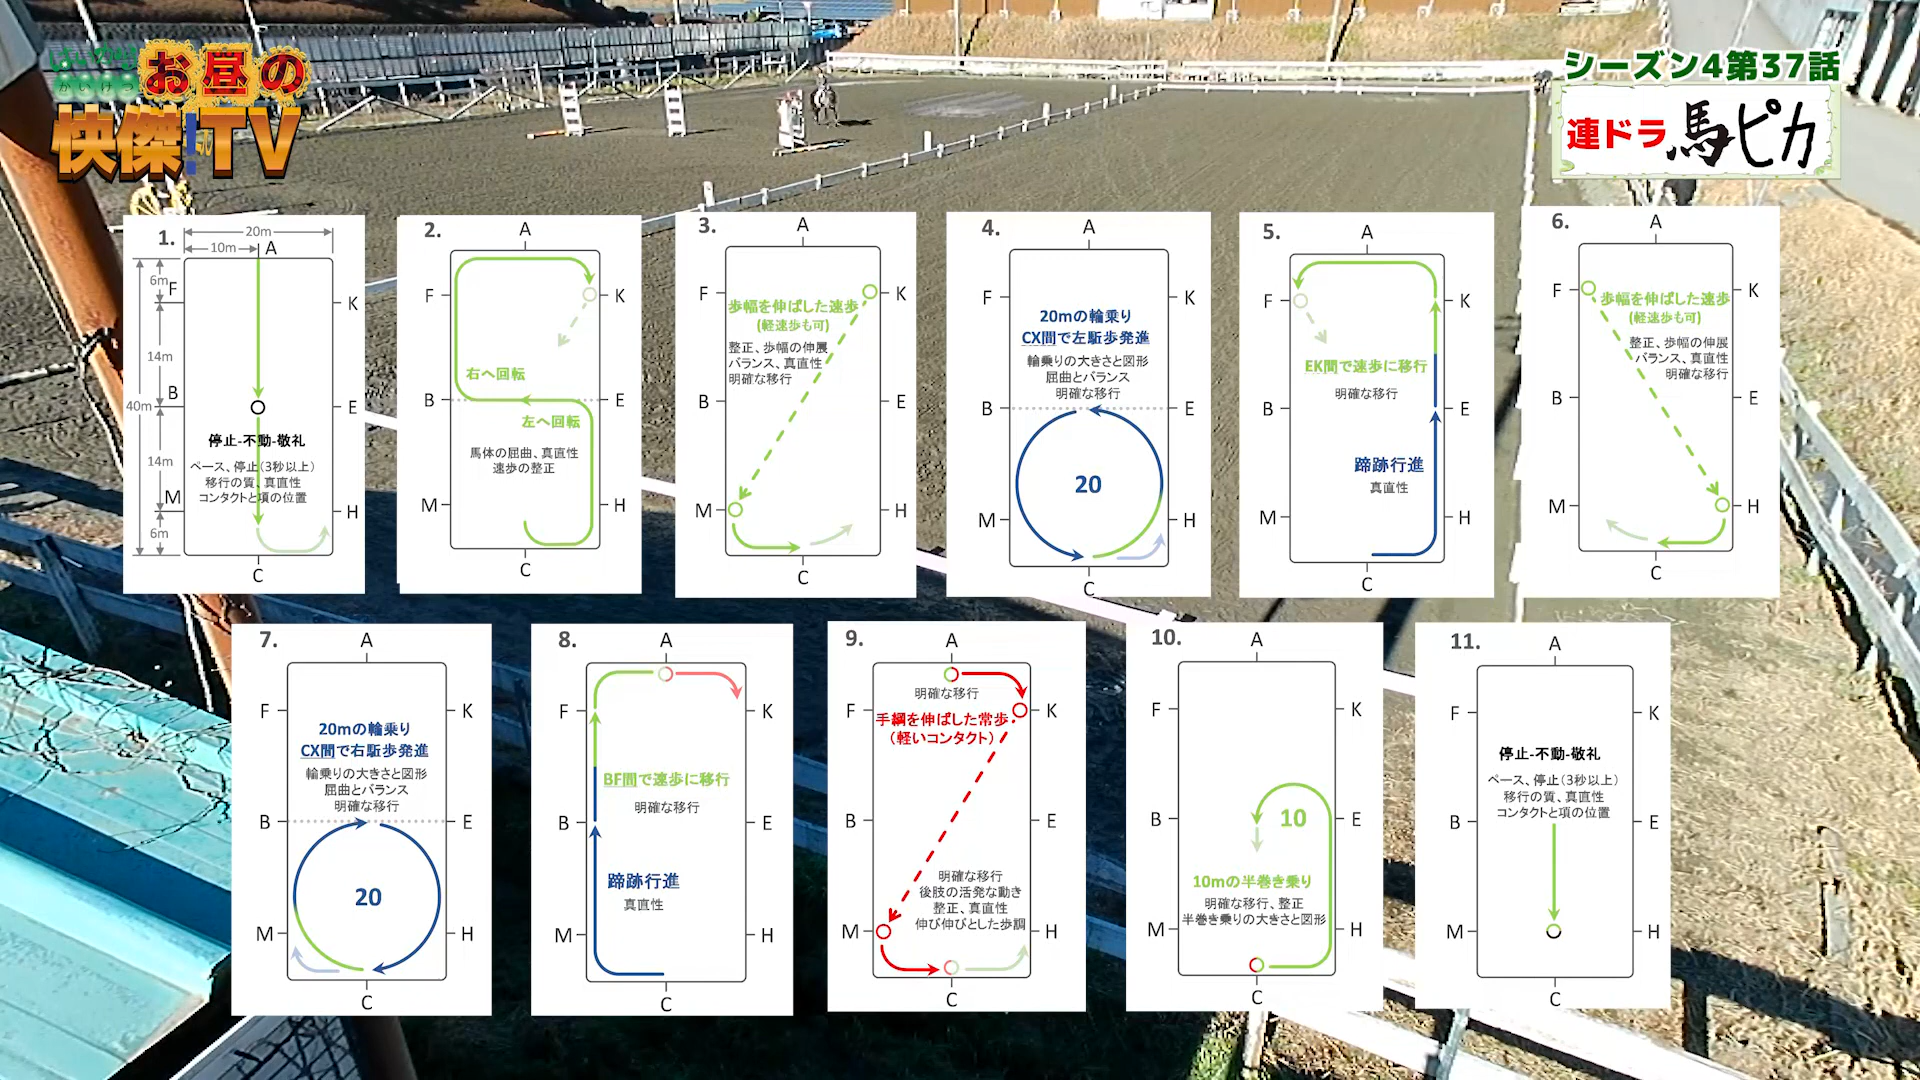 はいわいい
かいけつ
お昼の
快傑!TV
シーズン4第37話
連ドラ 馬ピカ
1.
20m
10m
A
6m
F
K
14m
B
E
40m
停止-不動-敬礼
ペース、停止(3秒以上)
移行の質、真直性
コンタクトと項の位置
14m
M
H
6m
C
2.
A
F
K
右へ回転
B
E
左へ回転
馬体の屈曲、真直性
速歩の整正
M
H
C
3.
A
F
K
歩幅を伸ばした速歩
(軽速歩も可)
整正、歩幅の伸展
バランス、真直性
明確な移行
B
E
M
H
C
4.
A
F
K
20mの輪乗り
CX間で左駈歩発進
輪乗りの大きさと図形
屈曲とバランス
明確な移行
B
E
20
M
H
C
5.
A
F
K
EK間で速歩に移行
明確な移行
B
E
蹄跡行進
真直性
M
H
C
6.
A
F
K
歩幅を伸ばした速歩
(軽速歩も可)
整正、歩幅の伸展
バランス、真直性
明確な移行
B
E
M
H
C
7.
A
F
K
20mの輪乗り
CX間で右駈歩発進
輪乗りの大きさと図形
屈曲とバランス
明確な移行
B
E
20
M
H
C
8.
A
F
K
BF間で速歩に移行
明確な移行
B
E
蹄跡行進
真直性
M
H
C
9.
A
明確な移行
F
K
手綱を伸ばした常歩
(軽いコンタクト)
B
E
明確な移行
後肢の活発な動き
整正、真直性
伸び伸びとした歩調
M
H
C
10.
A
F
K
B
10
E
10mの半巻き乗り
明確な移行、整正
半巻き乗りの大きさと図形
M
H
C
11.
A
F
K
停止-不動-敬礼
ペース、停止(3秒以上)
移行の質、真直性
コンタクトと項の位置
B
E
M
H
C